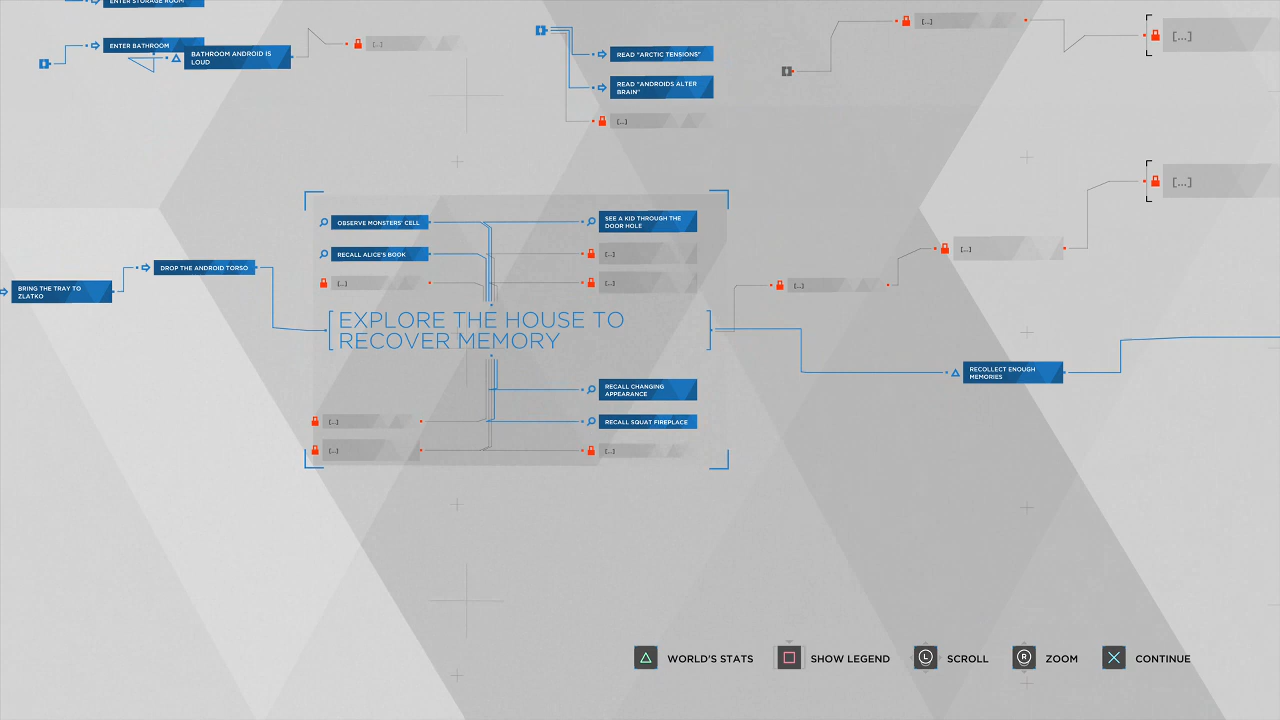 ENTER STORAGE ROOM
ENTER BATHROOM
BATHROOM ANDROID IS
LOUD
[...]
READ "ARCTIC TENSIONS"
READ "ANDROIDS ALTER
BRAIN"
[...]
[...]
[...]
[...]
OBSERVE MONSTERS' CELL
RECALL ALICE'S BOOK
[...]
SEE A KID THROUGH THE
DOOR HOLE
[...]
[...]
BRING THE TRAY TO
ZLATKO
DROP THE ANDROID TORSO
EXPLORE THE HOUSE TO
RECOVER MEMORY
[...]
[...]
RECALL CHANGING
APPEARANCE
RECALL SQUAT FIREPLACE
[...]
[...]
[...]
RECOLLECT ENOUGH
MEMORIES
WORLD'S STATS
SHOW LEGEND
L
SCROLL
R
ZOOM
CONTINUE